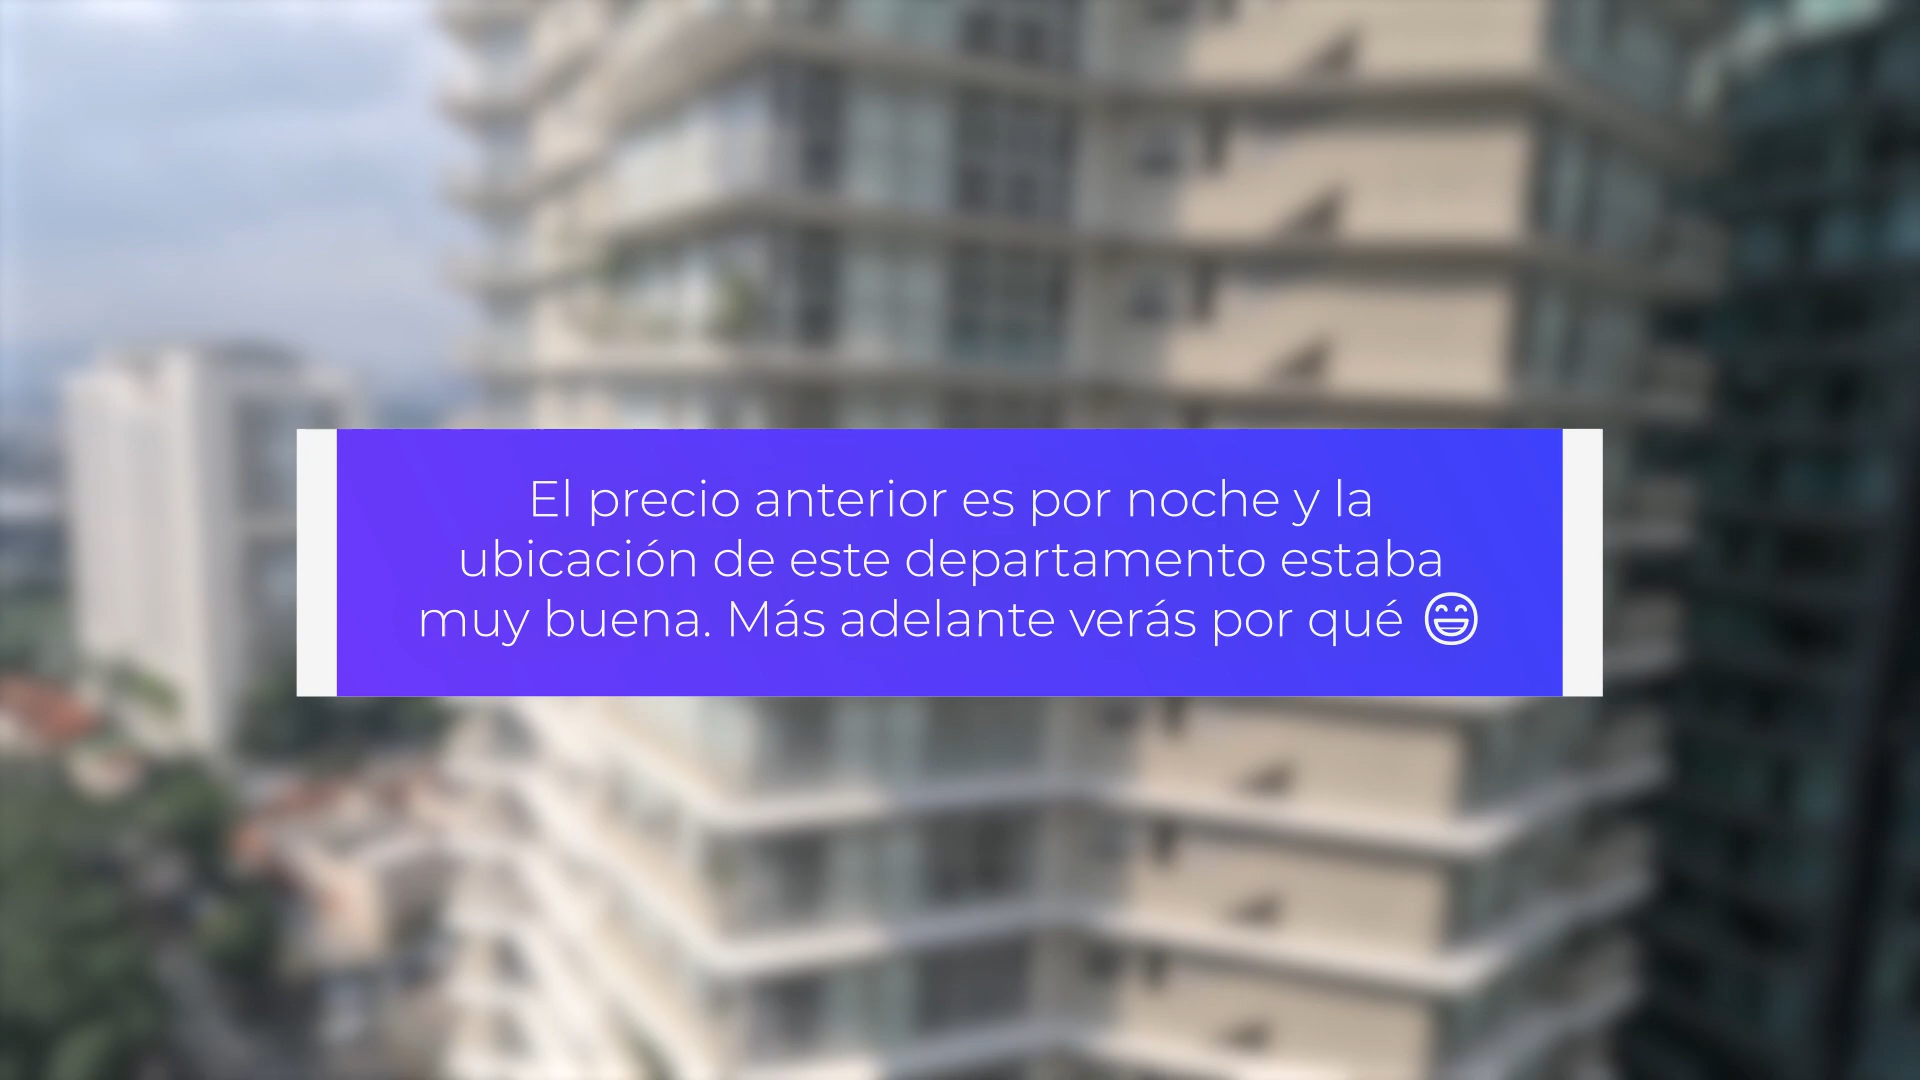 El precio anterior es por noche y la
ubicación de este departamento estaba
muy buena. Más adelante verás por qué 😄